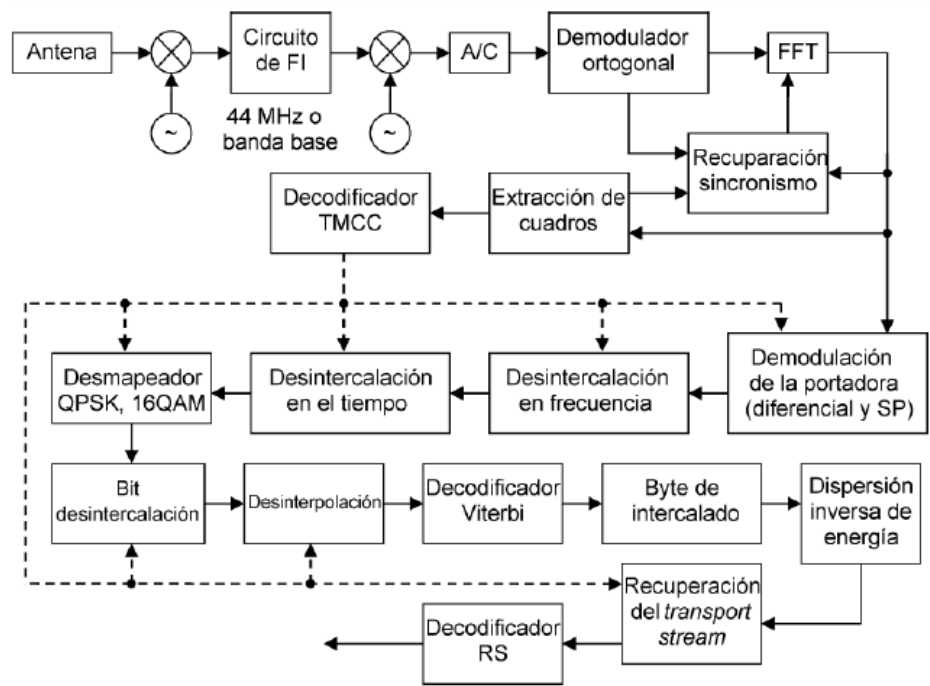 Antena
Circuito
de FI
A/C
Demodulador
ortogonal
FFT
~
44 MHz o
banda base
~
Recuparación
sincronismo
Decodificador
TMCC
Extracción de
cuadros
Desmapeador
QPSK, 16QAM
Desintercalación
en el tiempo
Desintercalación
en frecuencia
Demodulación
de la portadora
(diferencial y SP)
Bit
desintercalación
Desinterpolación
Decodificador
Viterbi
Byte de
intercalado
Dispersión
inversa de
energía
Recuperación
del transport
stream
Decodificador
RS